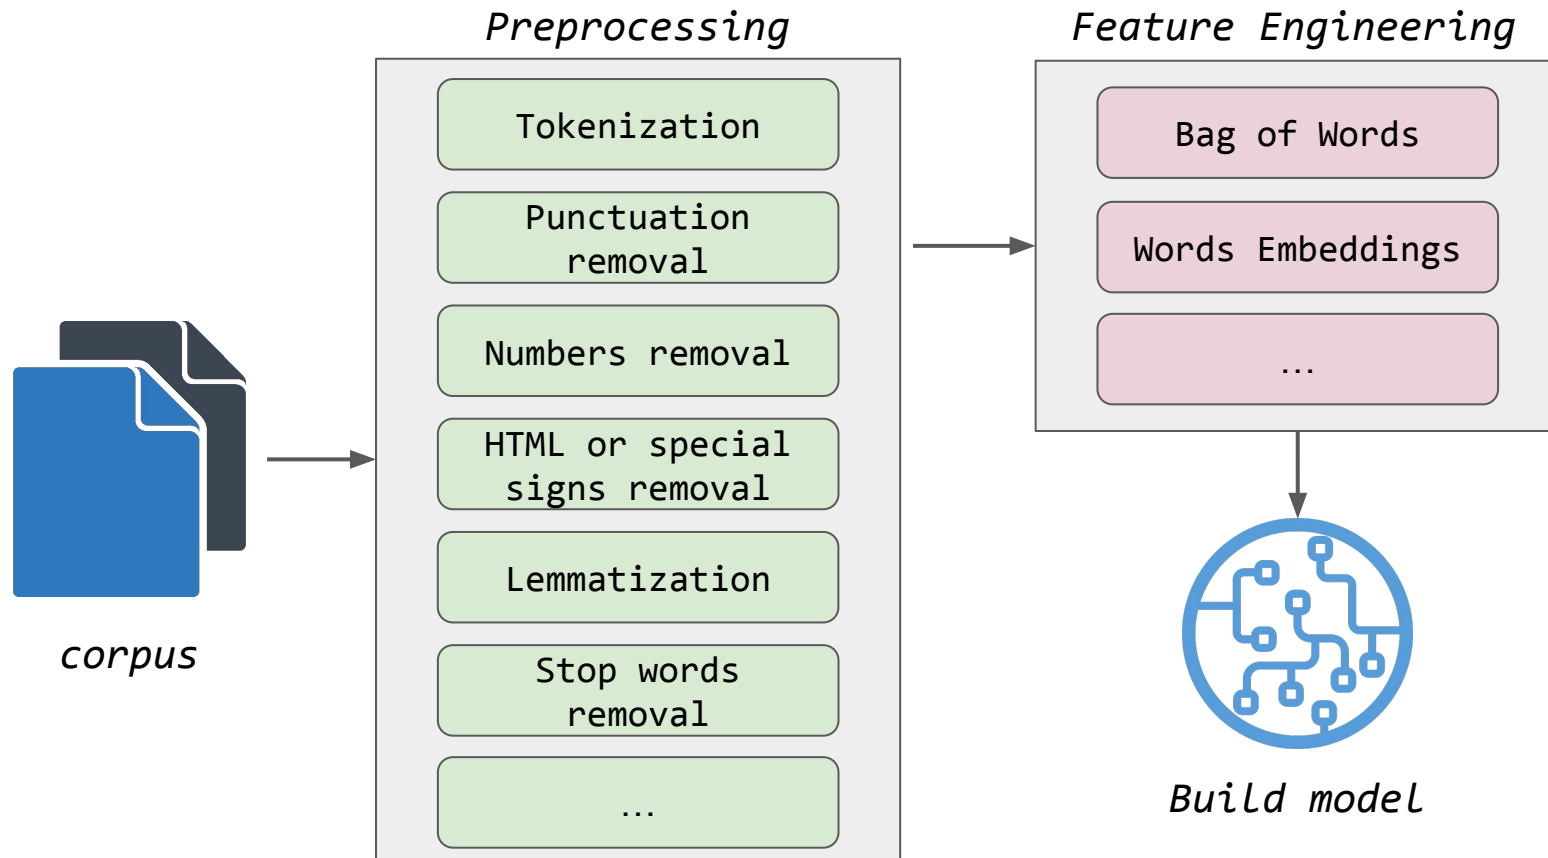 Preprocessing
Tokenization
Punctuation
removal
Numbers removal
HTML or special
signs removal
Lemmatization
Stop words
removal
...
Feature Engineering
Bag of Words
Words Embeddings
...
corpus
Build model